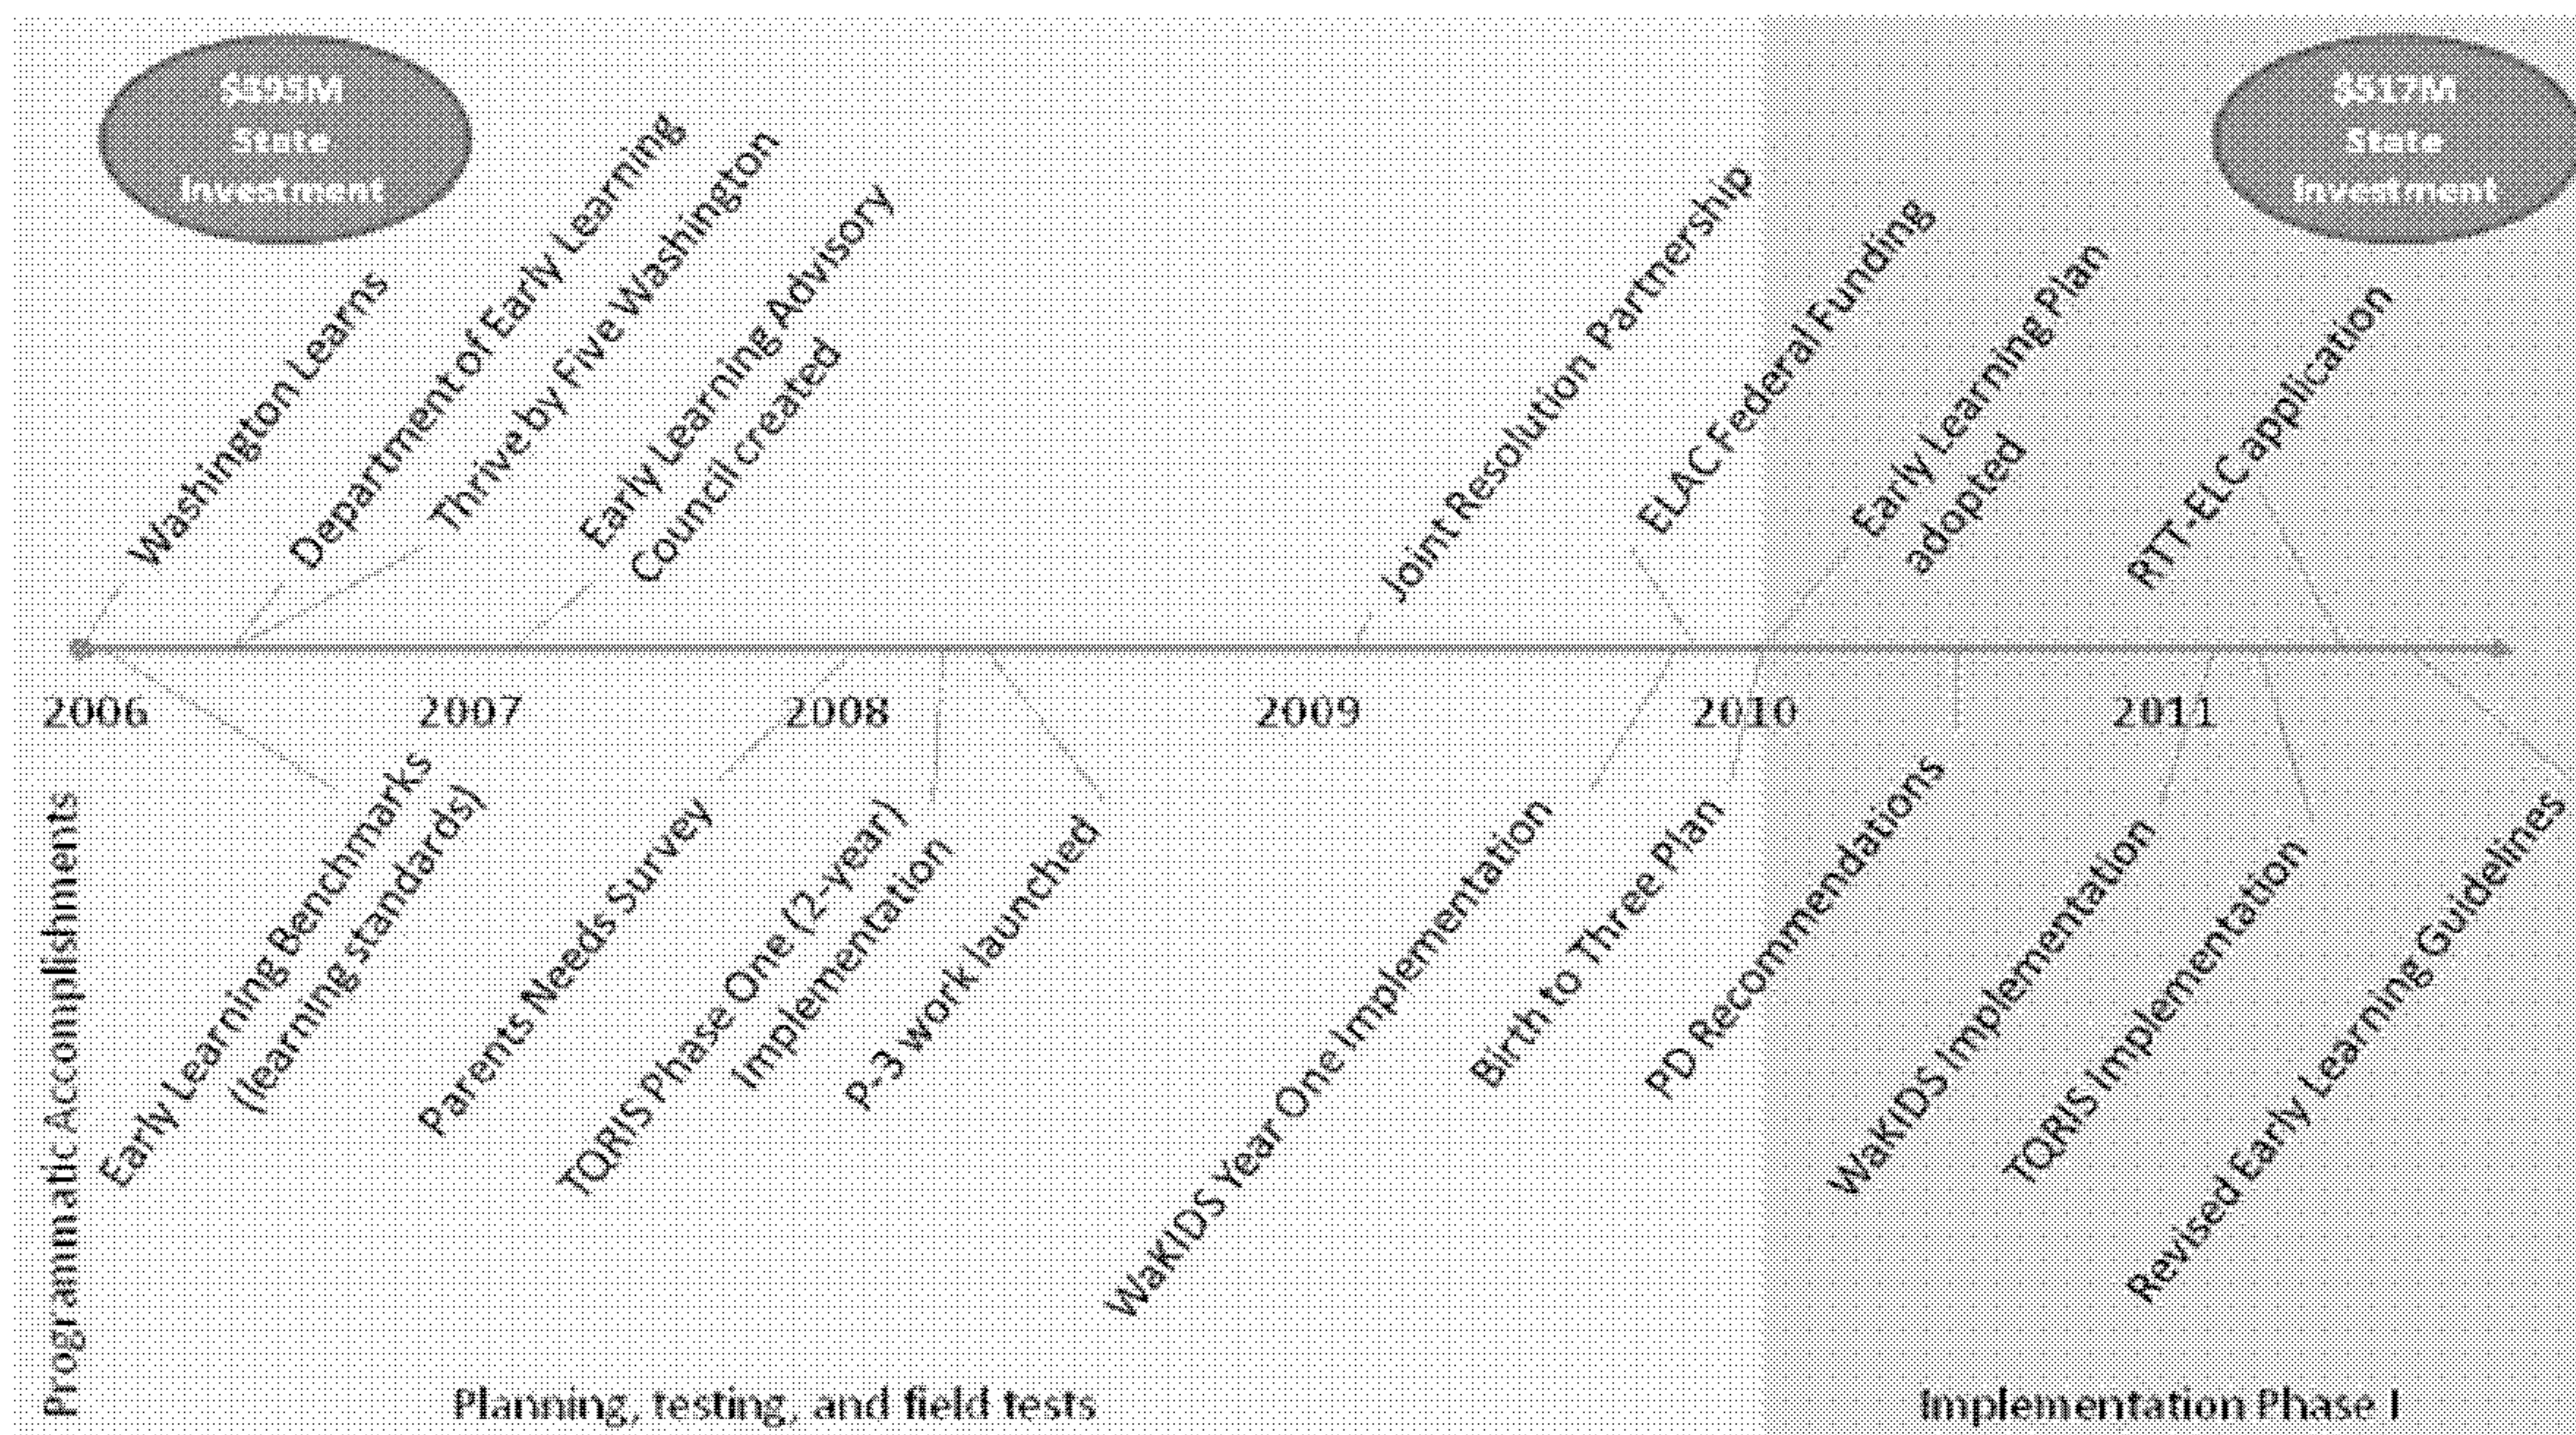 $395M
State
Investment
$517M
State
Investment
Washington Learns
Department of Early Learning
Thrive by Five Washington
Early Learning Advisory
Council created
Joint Resolution Partnership
ELAC Federal Funding
Early Learning Plan
adopted
RTT-ELC application
2006
2007
2008
2009
2010
2011
Programmatic Accomplishments
Early Learning Benchmarks
(learning standards)
Parents Needs Survey
TQRIS Phase One (2-year)
implementation
P-3 work launched
WaKIDS Year One Implementation
Birth to Three Plan
PD Recommendations
WaKIDS Implementation
TQRIS Implementation
Revised Early Learning Guidelines
Planning, testing, and field tests
Implementation Phase I